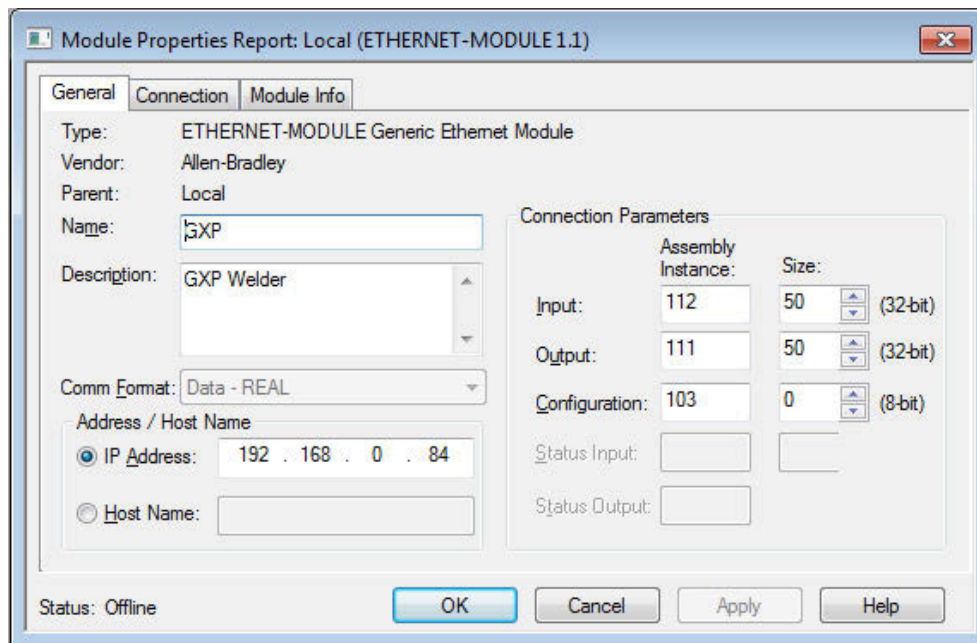 Module Properties Report: Local (ETHERNET-MODULE 1.1)
General Connection Module Info
Type: ETHERNET-MODULE Generic Ethernet Module
Vendor: Allen-Bradley
Parent: Local
Name: GXP
Description: GXP Welder
Comm Format: Data - REAL
Address / Host Name
IP Address: 192 . 168 . 0 . 84
Host Name:
Connection Parameters
Assembly
Instance: Size:
Input: 112 50 (32-bit)
Output: 111 50 (32-bit)
Configuration: 103 0 (8-bit)
Status Input:
Status Output:
Status: Offline OK Cancel Apply Help